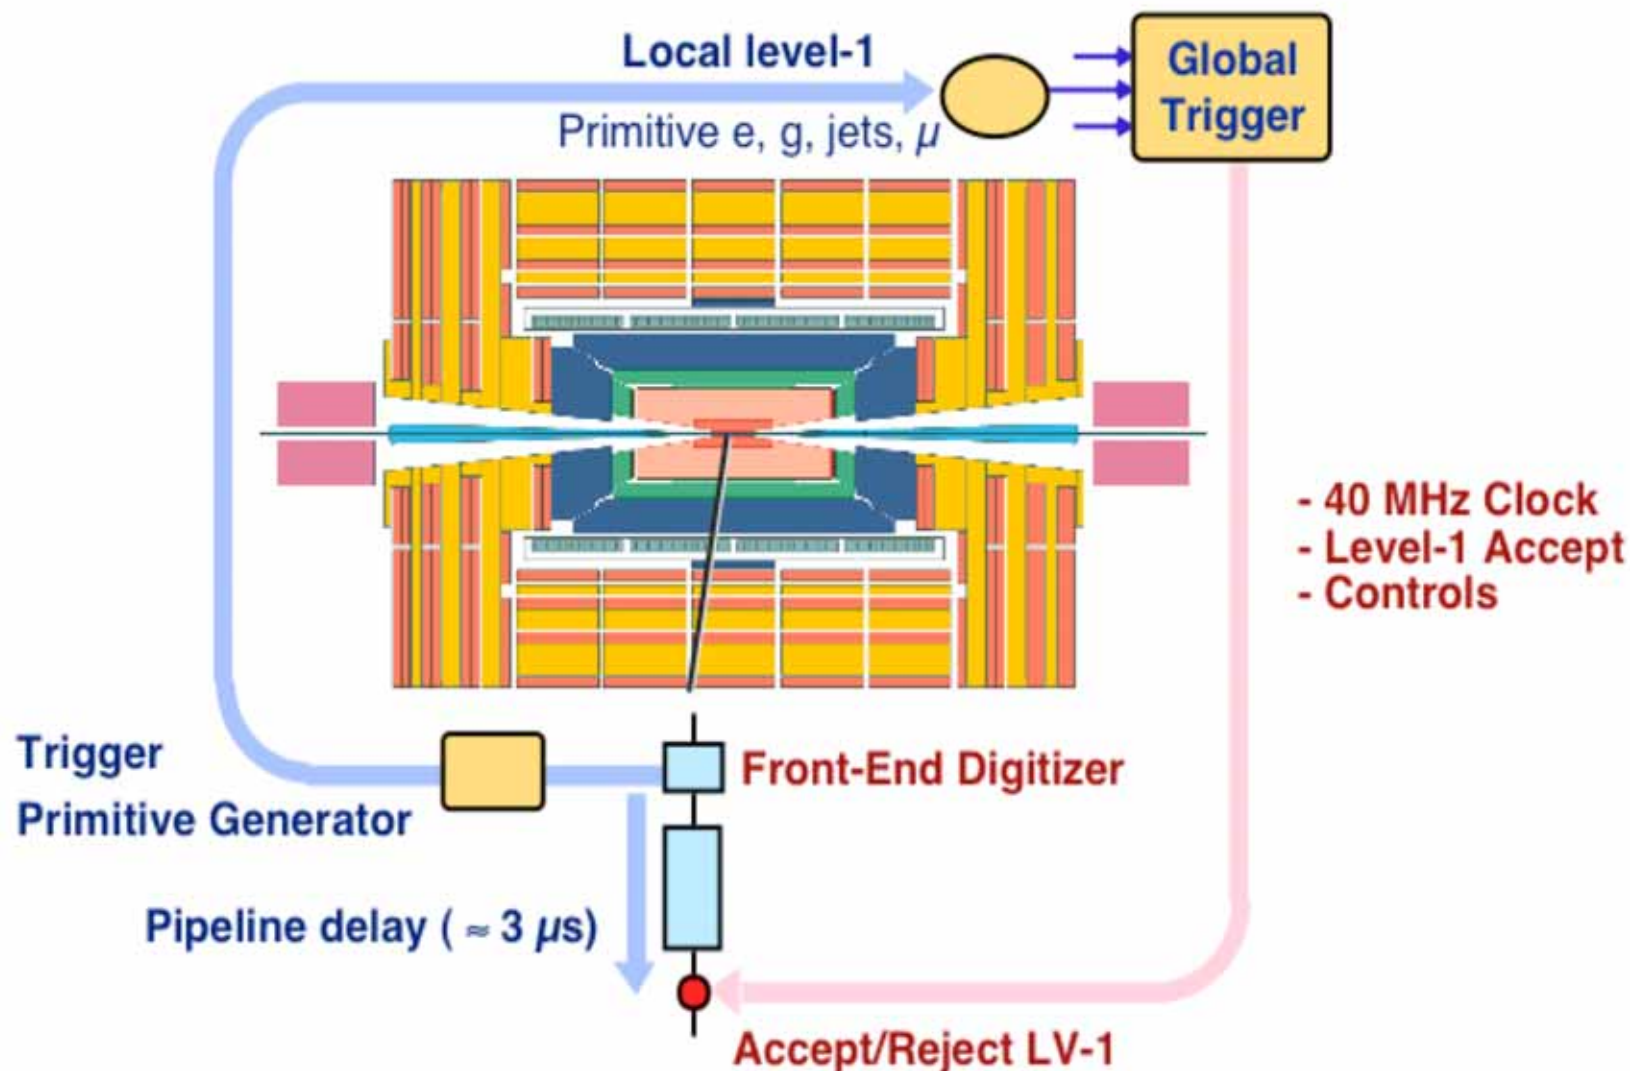 Local level-1
Primitive e, g, jets, μ
Global
Trigger
- 40 MHz Clock
- Level-1 Accept
- Controls
Trigger
Primitive Generator
Front-End Digitizer
Pipeline delay ( ≈ 3 μs)
Accept/Reject LV-1